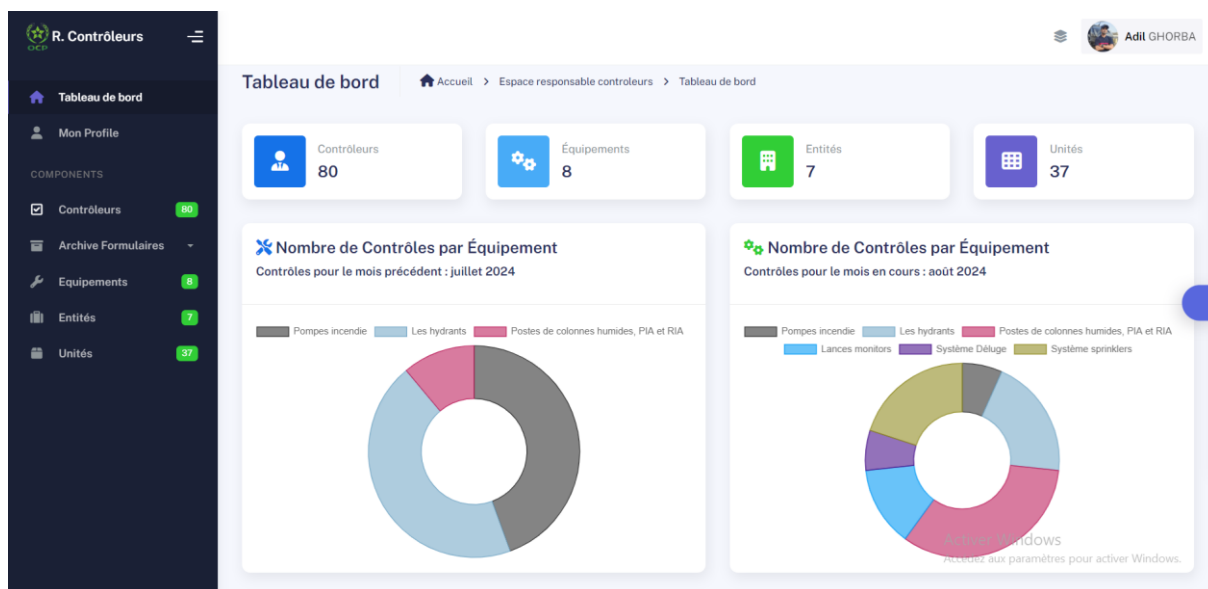 OCP
R. Contrôleurs
Adil GHORBA
Tableau de bord
Mon Profile
COMPONENTS
Contrôleurs 80
Archive Formulaires
Equipements 8
Entités 7
Unités 37
Tableau de bord
Accueil > Espace responsable controleurs > Tableau de bord
Contrôleurs
80
Équipements
8
Entités
7
Unités
37
Nombre de Contrôles par Équipement
Contrôles pour le mois précédent : juillet 2024
Pompes incendie Les hydrants Postes de colonnes humides, PIA et RIA
Nombre de Contrôles par Équipement
Contrôles pour le mois en cours : août 2024
Pompes incendie Les hydrants Postes de colonnes humides, PIA et RIA
Lances monitors Système Déluge Système sprinklers
Activer Windows
Accédez aux paramètres pour activer Windows.